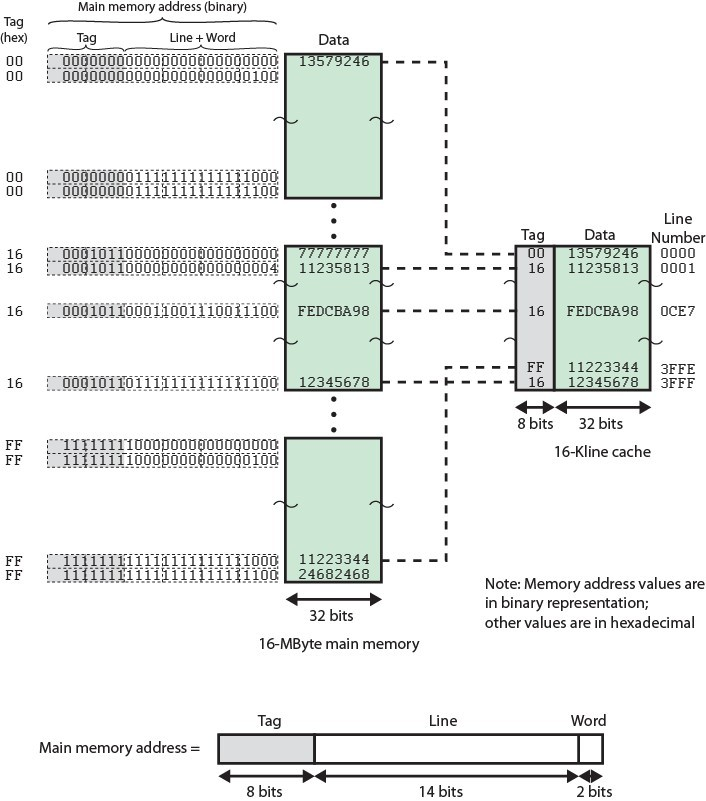 Main memory address (binary)
Tag
(hex)
Tag
Line + Word
Data
00 000000000000000000000000 13579246
00 000000000000000000000100
00 000000001111111111111000
00 000000001111111111111100
Line
Tag Data Number
16 000101100000000000000000 77777777 00 13579246 0000
16 000101100000000000000004 11235813 16 11235813 0001
16 000101100011001110011100 FEDCBA98 16 FEDCBA98 0CE7
FF 11223344 3FFE
16 000101101111111111111100 12345678 16 12345678 3FFF
8 bits 32 bits
16-Kline cache
FF 111111110000000000000000
FF 111111110000000000000100
FF 111111111111111111111000 11223344
FF 111111111111111111111100 24682468
32 bits
16-MByte main memory
Note: Memory address values are
in binary representation;
other values are in hexadecimal
Tag Line Word
Main memory address =
8 bits 14 bits 2 bits